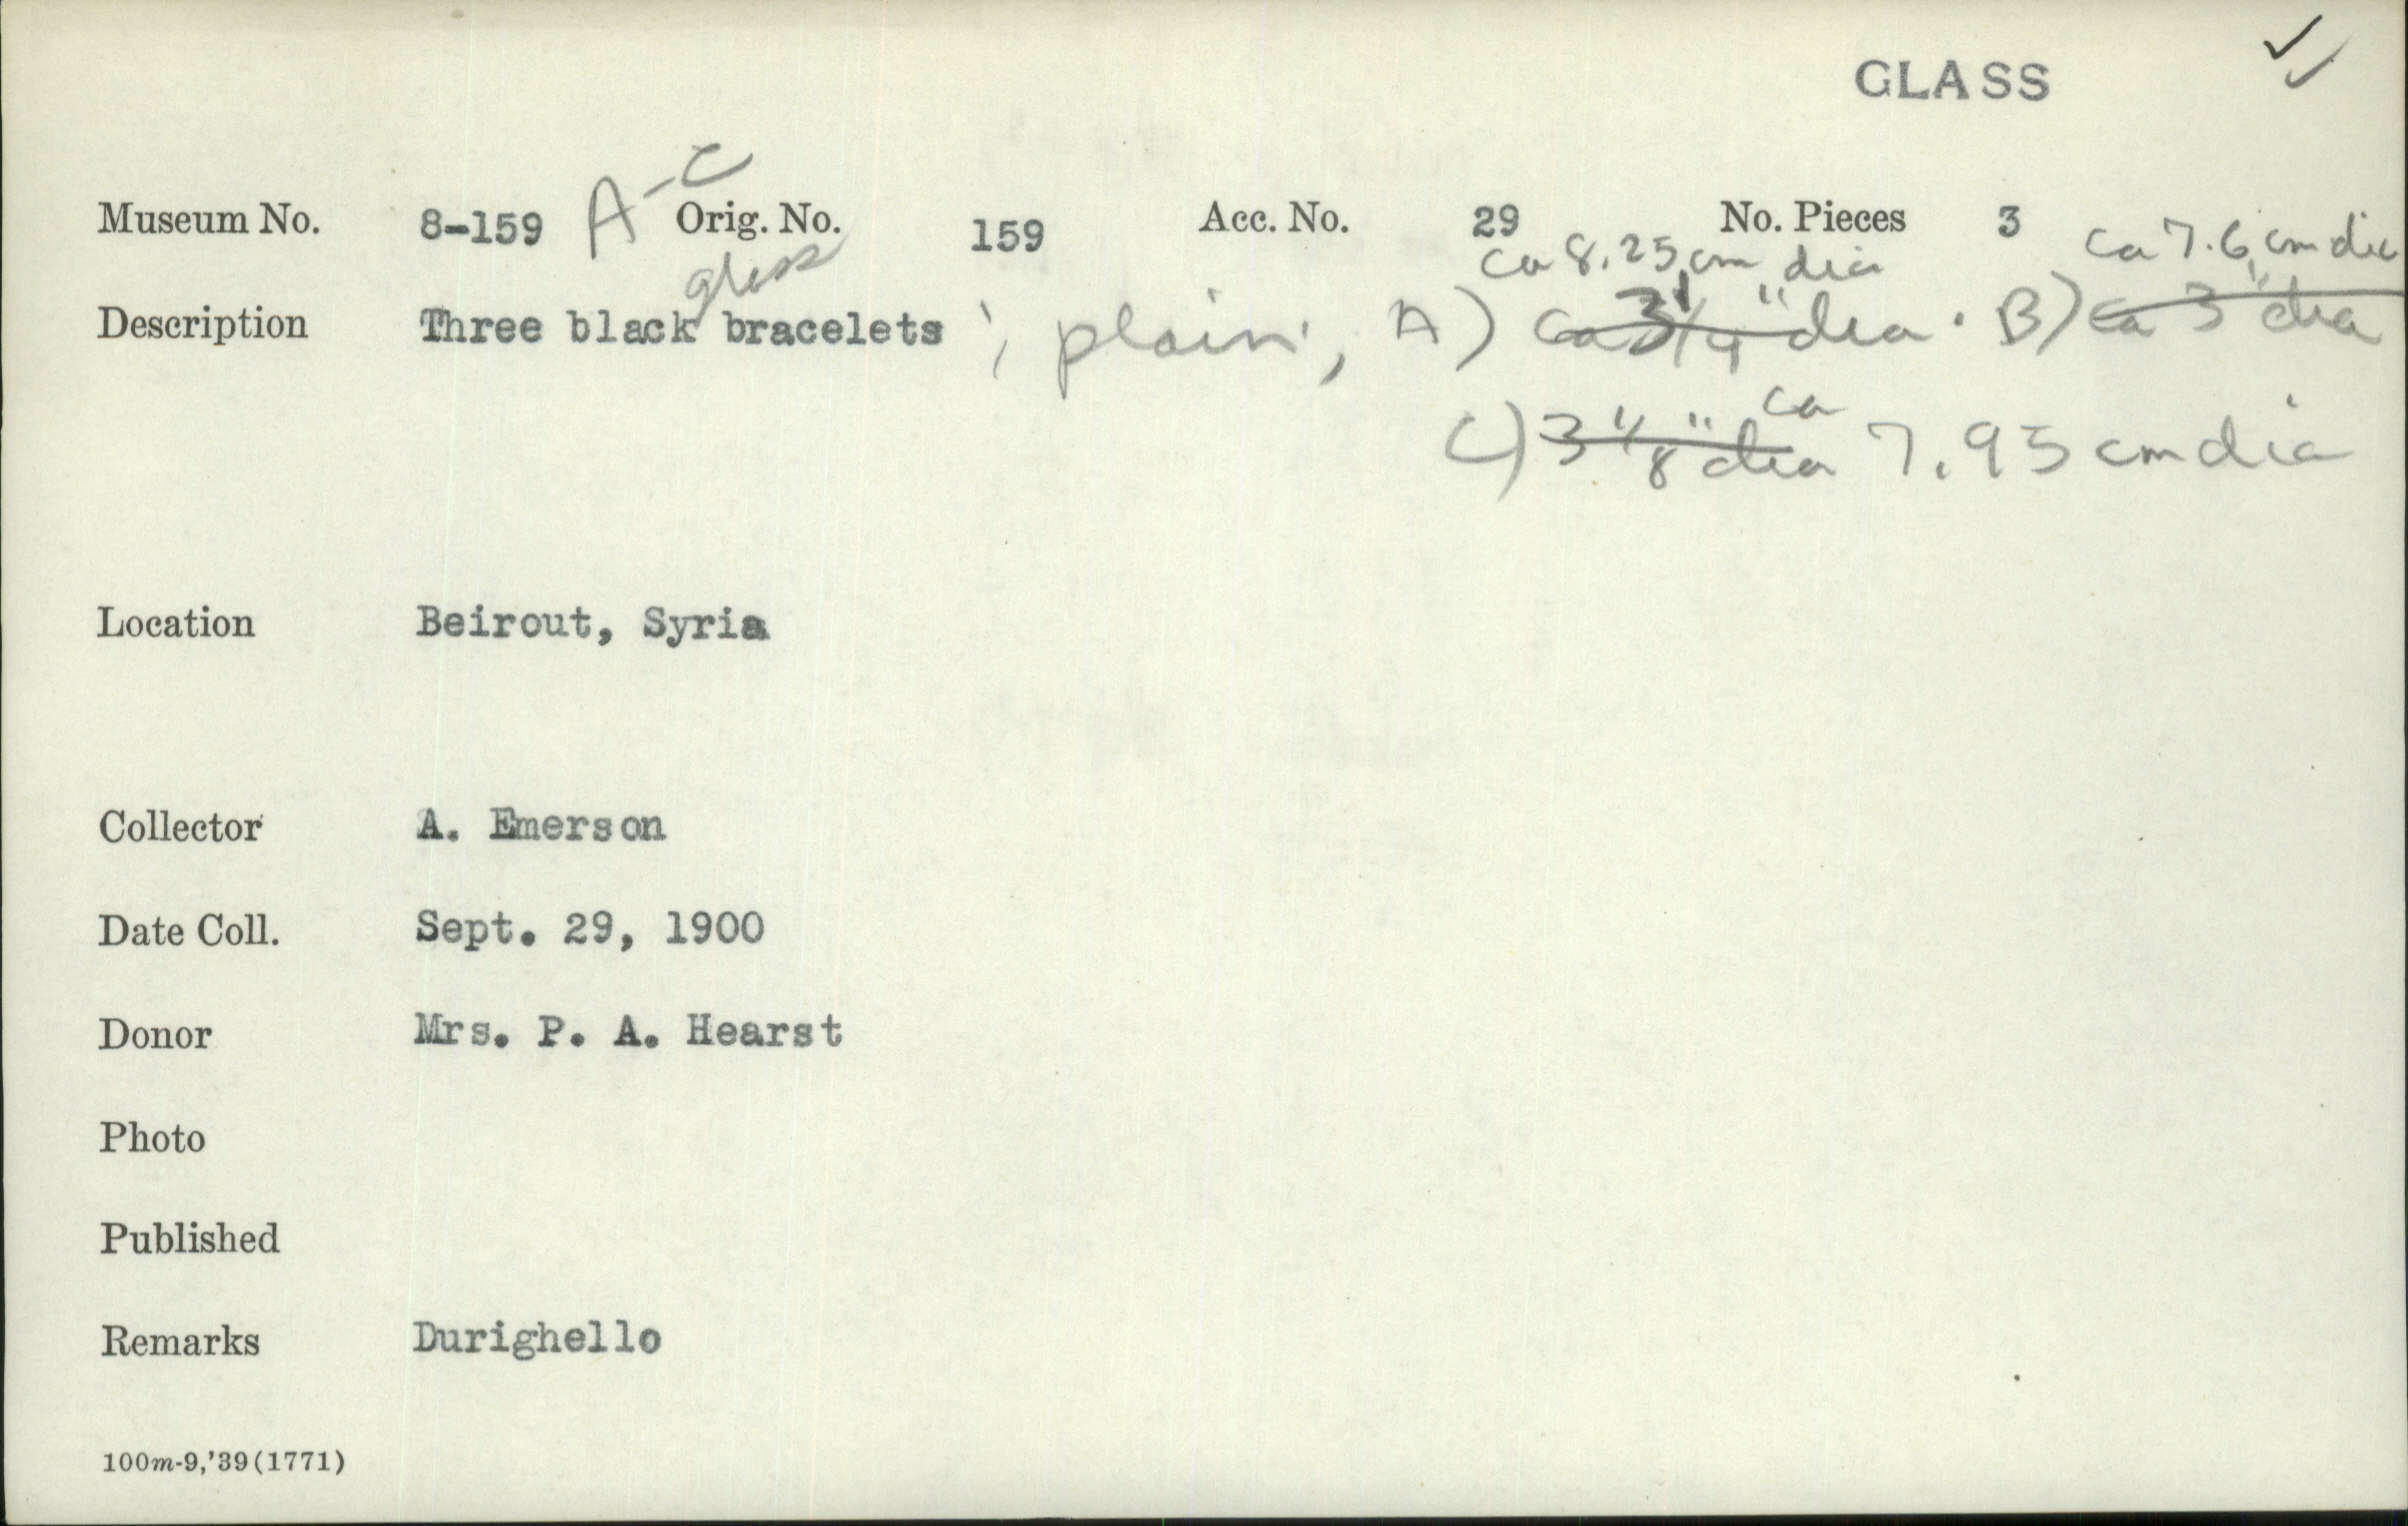 GLASS
Museum No. 8-159 A-C Orig. No. 159 Acc. No. 29 No. Pieces 3
glass ca 8.25 cm dia ca 7.6 cm dia
Description Three black bracelets ; plain, A) ca 3 1/4" dia. B) ca 3" dia
C) 3 1/8" dia ca 7.95 cm dia
Location Beirout, Syria
Collector A. Emerson
Date Coll. Sept. 29, 1900
Donor Mrs. P. A. Hearst
Photo
Published
Remarks Durighello
100m-9,'39(1771)